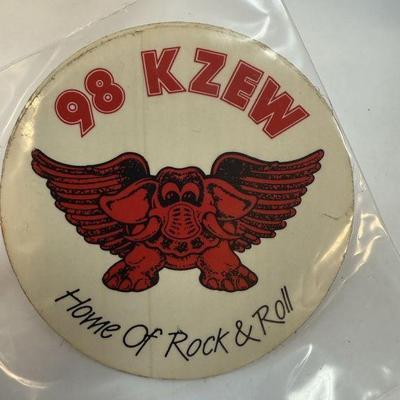 98 KZEW
Home Of Rock & Roll